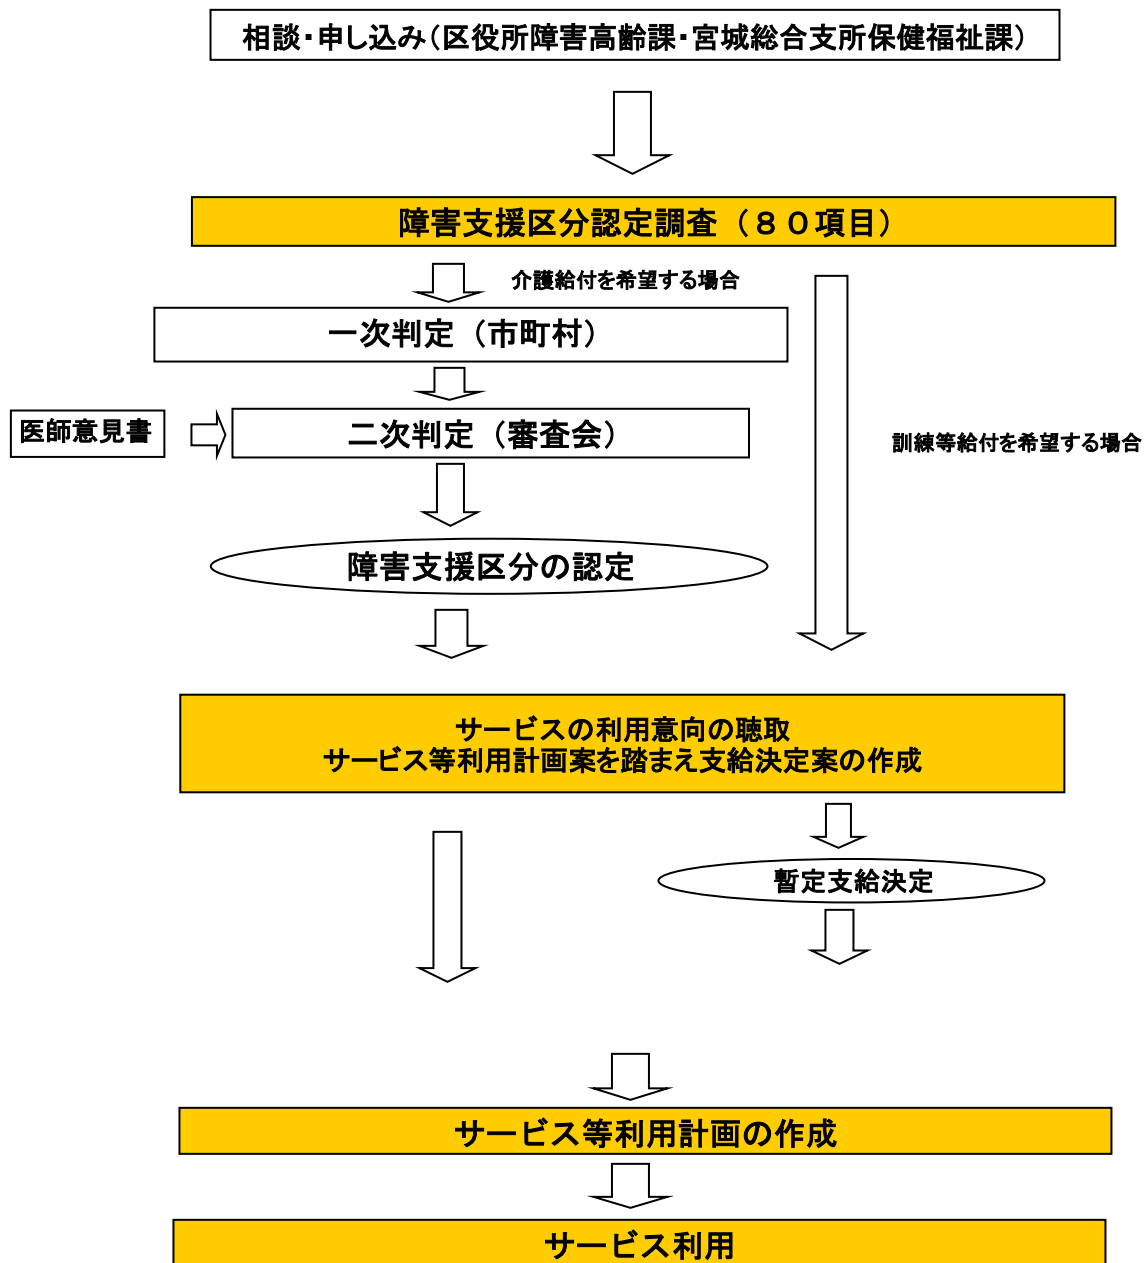 相談・申し込み（区役所障害高齢課・宮城総合支所保健福祉課）
障害支援区分認定調査（８０項目）
介護給付を希望する場合
一次判定（市町村）
医師意見書
二次判定（審査会）
訓練等給付を希望する場合
障害支援区分の認定
サービスの利用意向の聴取
サービス等利用計画案を踏まえ支給決定案の作成
暫定支給決定
サービス等利用計画の作成
サービス利用